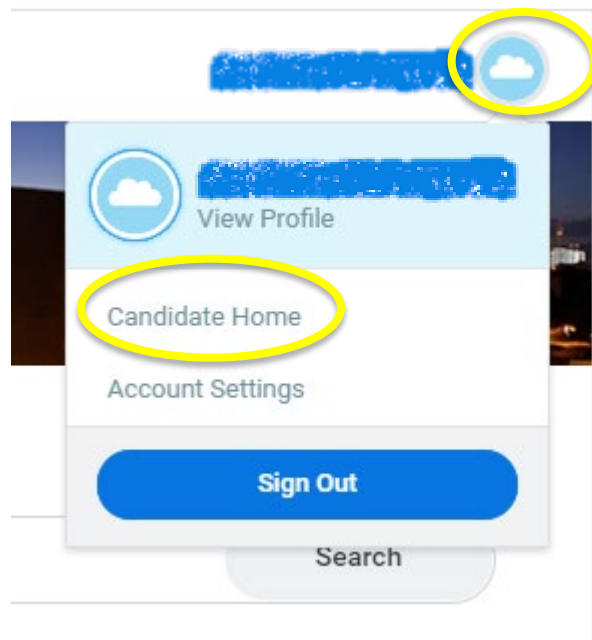 View Profile
Candidate Home
Account Settings
Sign Out
Search